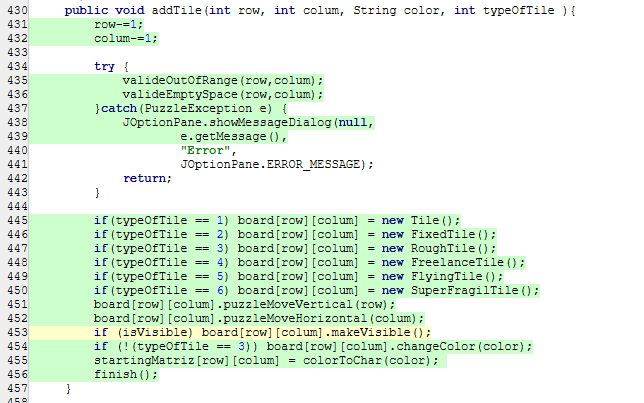 430 public void addTile(int row, int colum, String color, int typeOfTile ){
431 row-=1;
432 colum-=1;
433
434 try {
435 valideOutOfRange(row,colum);
436 valideEmptySpace(row,colum);
437 }catch(PuzzleException e) {
438 JOptionPane.showMessageDialog(null,
439 e.getMessage(),
440 "Error",
441 JOptionPane.ERROR_MESSAGE);
442 return;
443 }
444
445 if(typeOfTile == 1) board[row][colum] = new Tile();
446 if(typeOfTile == 2) board[row][colum] = new FixedTile();
447 if(typeOfTile == 3) board[row][colum] = new RoughTile();
448 if(typeOfTile == 4) board[row][colum] = new FreelanceTile();
449 if(typeOfTile == 5) board[row][colum] = new FlyingTile();
450 if(typeOfTile == 6) board[row][colum] = new SuperFragilTile();
451 board[row][colum].puzzleMoveVertical(row);
452 board[row][colum].puzzleMoveHorizontal(colum);
453 if (isVisible) board[row][colum].makeVisible();
454 if (!(typeOfTile == 3)) board[row][colum].changeColor(color);
455 startingMatriz[row][colum] = colorToChar(color);
456 finish();
457 }
458